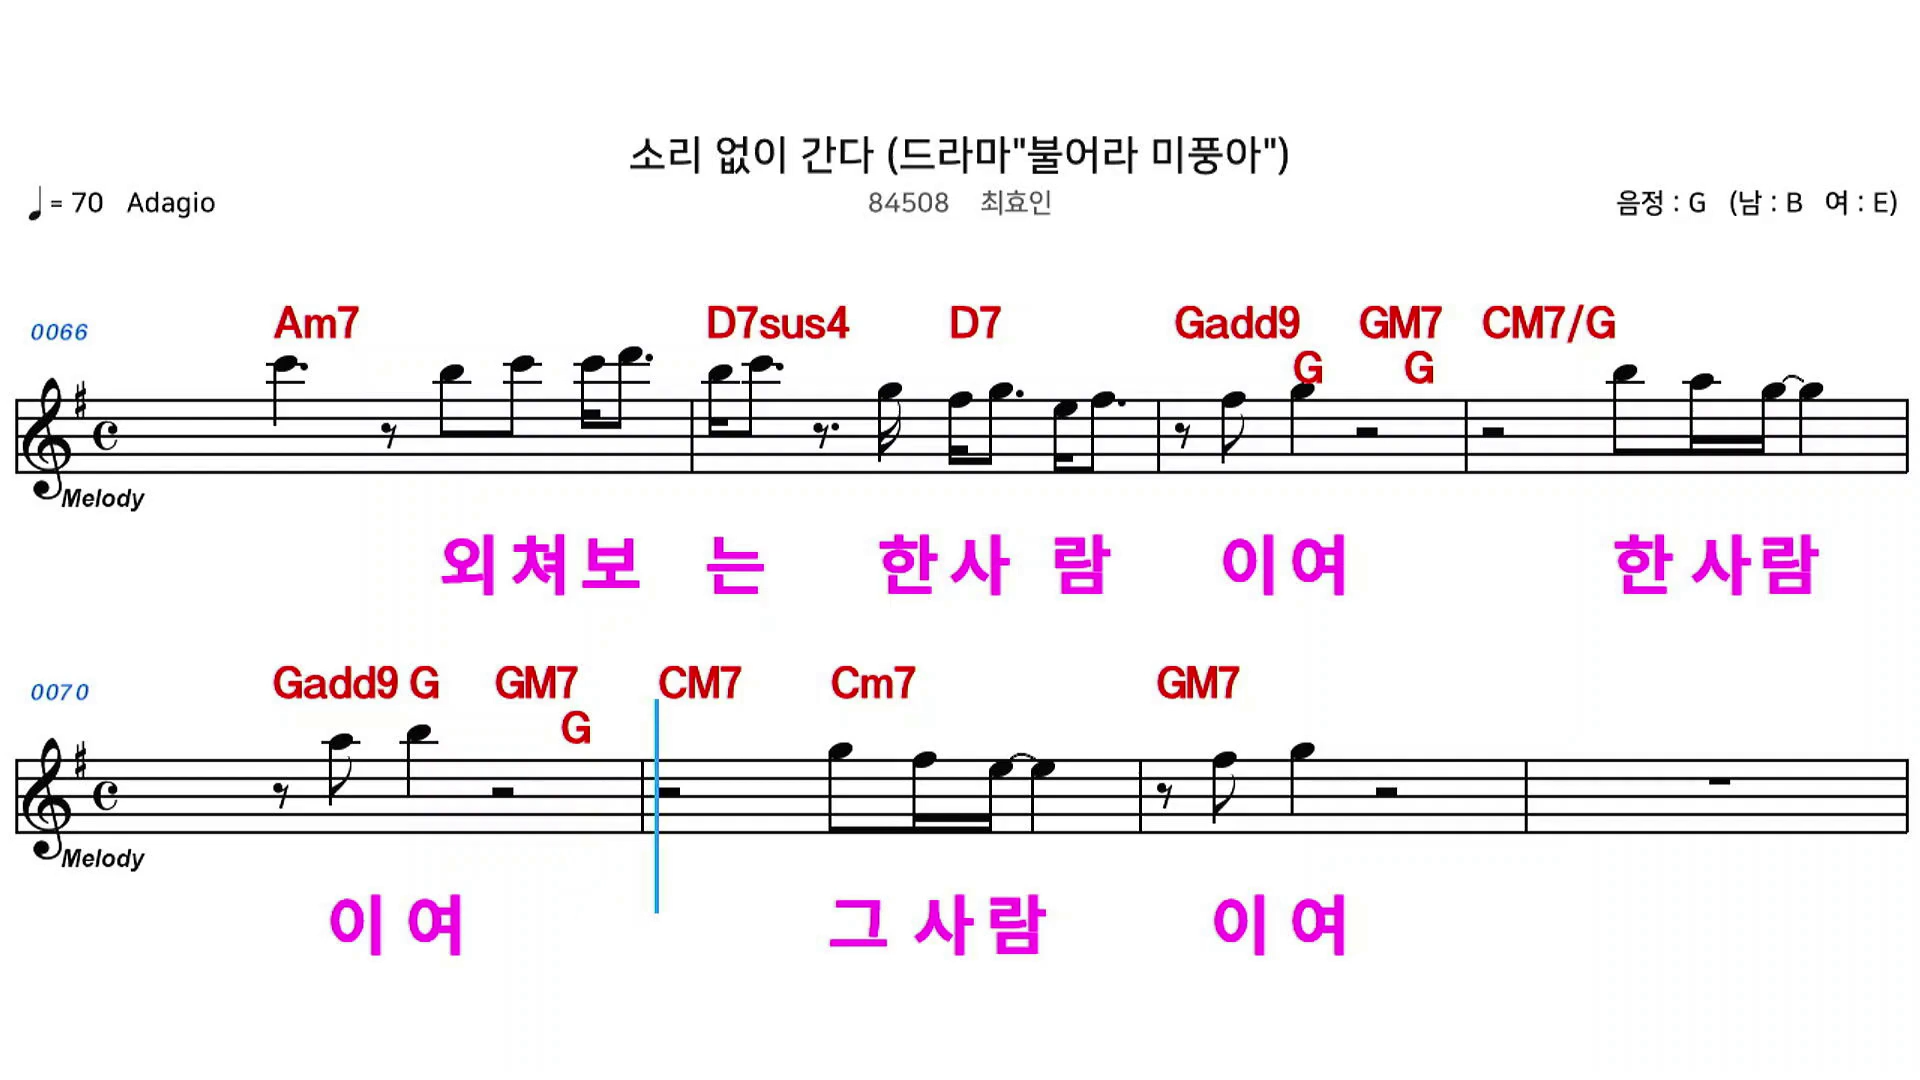 소리 없이 간다 (드라마"불어라 미풍아")
♩= 70 Adagio 84508 최효인 음정 : G (남 : B 여 : E)
0066 Am7 D7sus4 D7 Gadd9 GM7 CM7/G
G G
Melody
외 쳐 보 는 한 사 람 이 여 한 사 람
0070 Gadd9 G GM7 CM7 Cm7 GM7
G
Melody
이 여 그 사 람 이 여